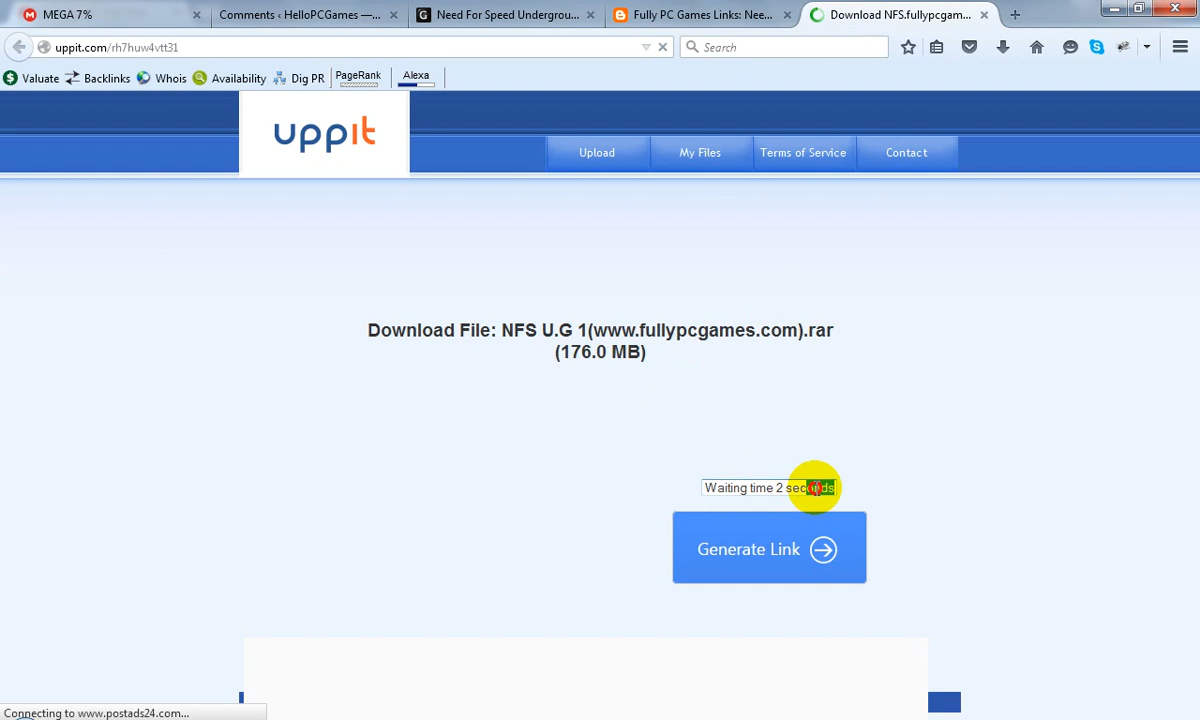 MEGA 7%
Comments ‹ HelloPCGames —...
Need For Speed Undergrou...
Fully PC Games Links: Nee...
Download NFS.fullypcgam...
uppit.com/rh7huw4vtt31
Search
Valuate
Backlinks
Whois
Availability
Dig PR
PageRank
Alexa
uppit
Upload
My Files
Terms of Service
Contact
Download File: NFS U.G 1(www.fullypcgames.com).rar
(176.0 MB)
Waiting time 2 seconds
Generate Link
Connecting to www.postads24.com...